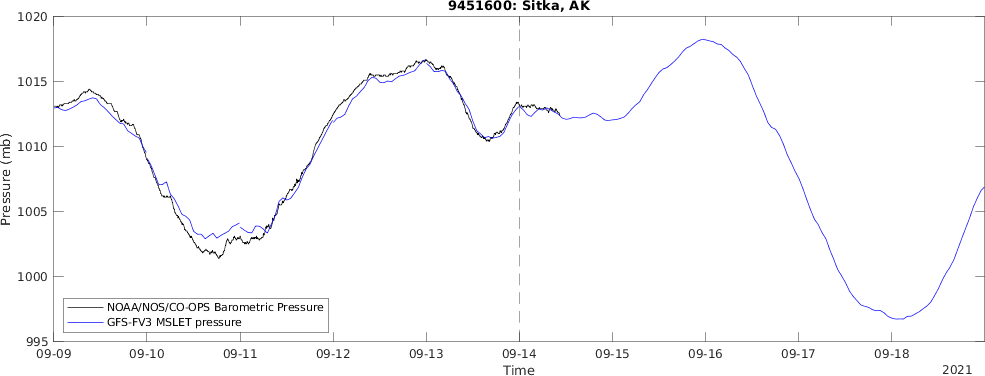 9451600: Sitka, AK
1020
1015
1010
1005
1000
995
Pressure (mb)
NOAA/NOS/CO-OPS Barometric Pressure
GFS-FV3 MSLET pressure
09-09 09-10 09-11 09-12 09-13 09-14 09-15 09-16 09-17 09-18
Time
2021